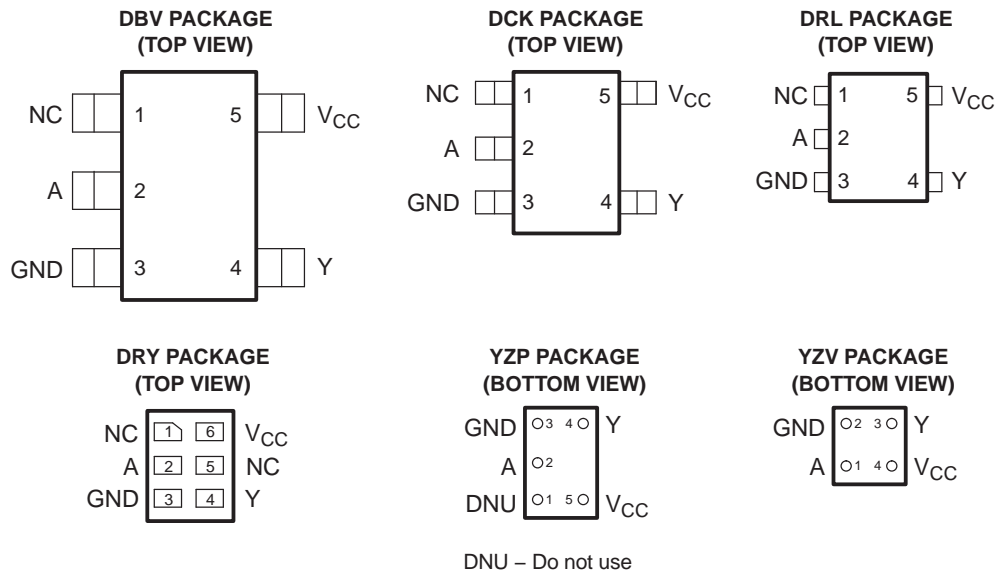 DBV PACKAGE
(TOP VIEW)
NC 1 5 VCC
A 2
GND 3 4 Y
DCK PACKAGE
(TOP VIEW)
NC 1 5 VCC
A 2
GND 3 4 Y
DRL PACKAGE
(TOP VIEW)
NC 1 5 VCC
A 2
GND 3 4 Y
DRY PACKAGE
(TOP VIEW)
NC 1 6 VCC
A 2 5 NC
GND 3 4 Y
YZP PACKAGE
(BOTTOM VIEW)
GND 3 4 Y
A 2
DNU 1 5 VCC
DNU – Do not use
YZV PACKAGE
(BOTTOM VIEW)
GND 2 3 Y
A 1 4 VCC